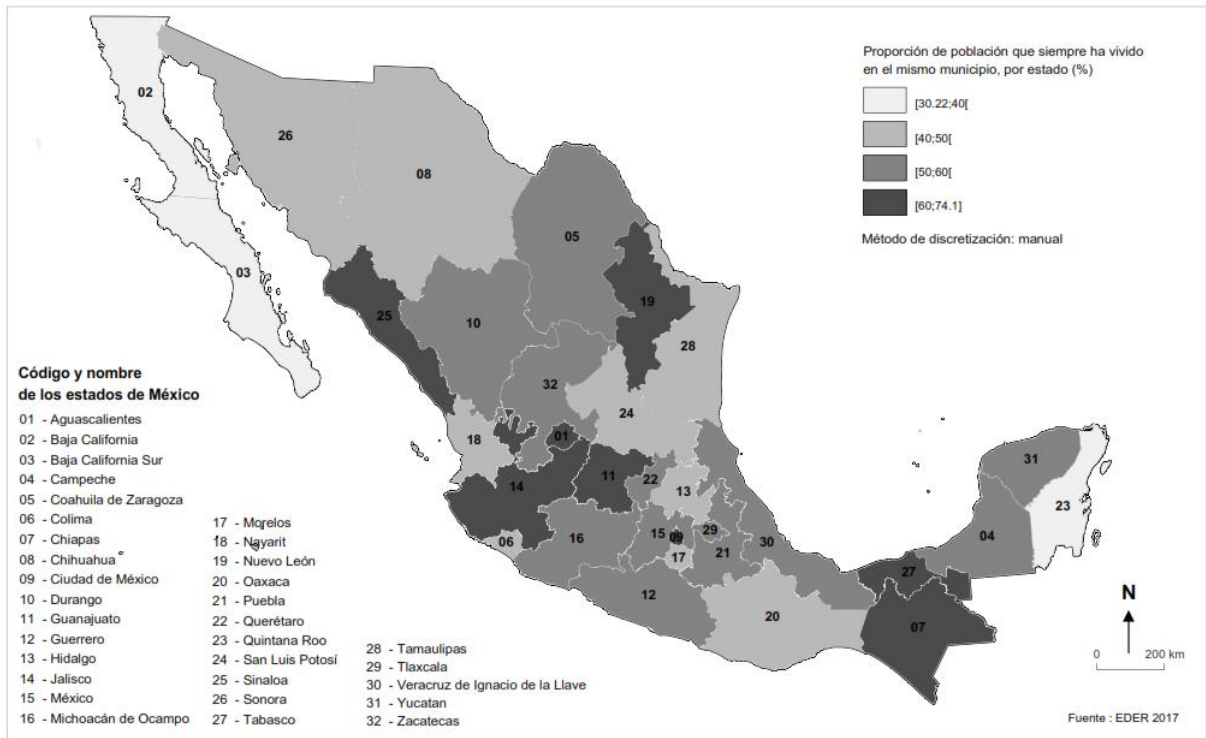 Proporción de población que siempre ha vivido
en el mismo municipio, por estado (%)
[30.22;40[
[40;50[
[50;60[
[60;74.1]
Método de discretización: manual
02
26
08
03
05
19
25
10
28
32
24
18
01
14
11
22
13
31
23
06
16
15
09
29
17
21
30
04
12
20
27
07
Código y nombre
de los estados de México
01 - Aguascalientes
02 - Baja California
03 - Baja California Sur
04 - Campeche
05 - Coahuila de Zaragoza
06 - Colima
07 - Chiapas
08 - Chihuahua
09 - Ciudad de México
10 - Durango
11 - Guanajuato
12 - Guerrero
13 - Hidalgo
14 - Jalisco
15 - México
16 - Michoacán de Ocampo
17 - Morelos
18 - Nayarit
19 - Nuevo León
20 - Oaxaca
21 - Puebla
22 - Querétaro
23 - Quintana Roo
24 - San Luis Potosí
25 - Sinaloa
26 - Sonora
27 - Tabasco
28 - Tamaulipas
29 - Tlaxcala
30 - Veracruz de Ignacio de la Llave
31 - Yucatan
32 - Zacatecas
N
0 200 km
Fuente : EDER 2017